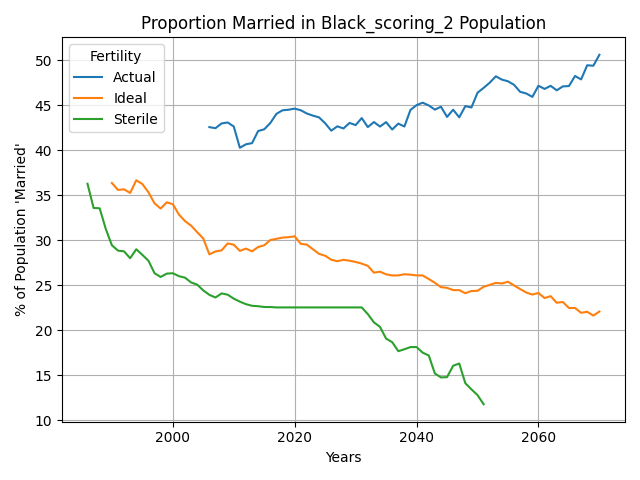 Proportion Married in Black_scoring_2 Population
Fertility
Actual
Ideal
Sterile
% of Population 'Married'
50
45
40
35
30
25
20
15
10
2000
2020
2040
2060
Years